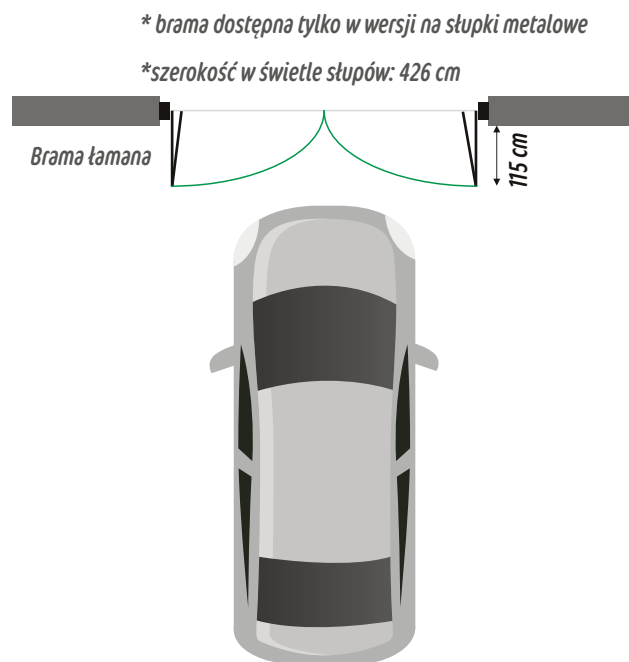 * brama dostępna tylko w wersji na słupki metalowe
*szerokość w świetle słupów: 426 cm
Brama łamana
115 cm